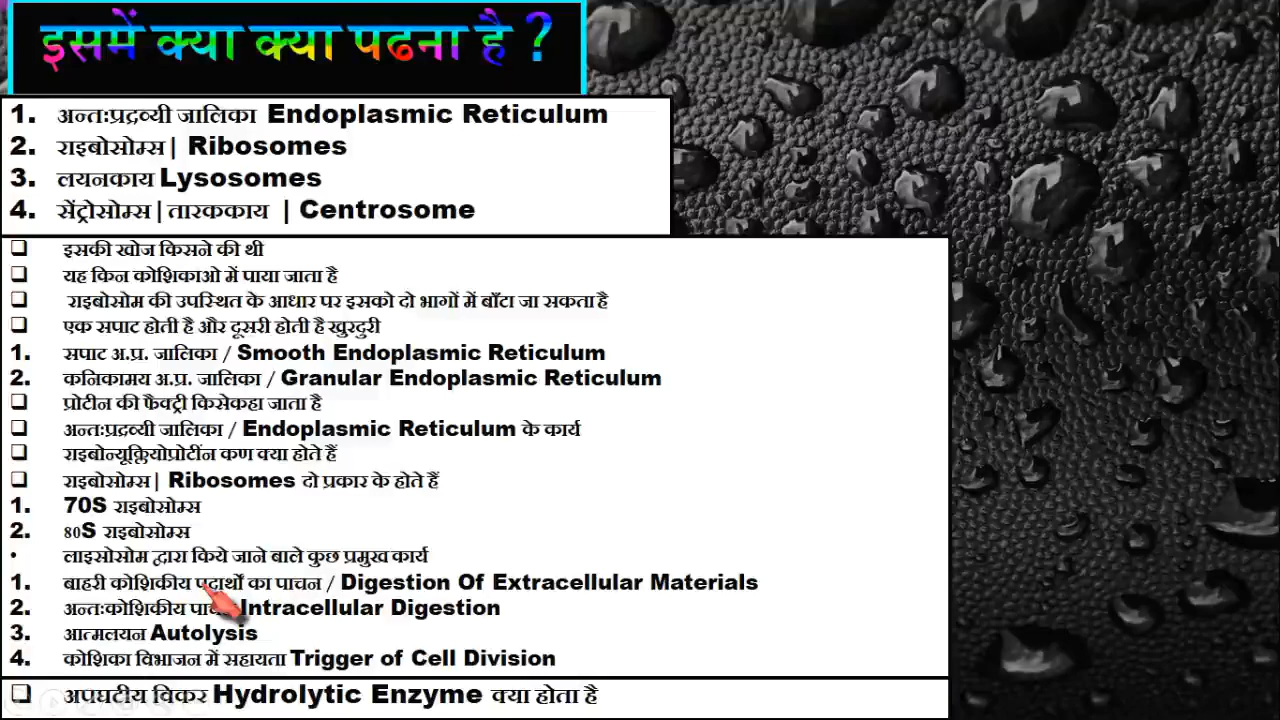 इसमें क्या क्या पढना है ?
1. अन्तःप्रद्रव्यी जालिका Endoplasmic Reticulum
2. राइबोसोम्स| Ribosomes
3. लयनकाय Lysosomes
4. सेंट्रोसोम्स|तारककाय | Centrosome
❑ इसकी खोज किसने की थी
❑ यह किन कोशिकाओ में पाया जाता है
❑ राइबोसोम की उपस्थित के आधार पर इसको दो भागों में बाँटा जा सकता है
❑ एक सपाट होती है और दूसरी होती है खुरदुरी
1. सपाट अ.प्र. जालिका / Smooth Endoplasmic Reticulum
2. कनिकामय अ.प्र. जालिका / Granular Endoplasmic Reticulum
❑ प्रोटीन की फैक्ट्री किसेकहा जाता है
❑ अन्तःप्रद्रव्यी जालिका / Endoplasmic Reticulum के कार्य
❑ राइबोन्यूक्लियोप्रोटींन कण क्या होते हैं
❑ राइबोसोम्स| Ribosomes दो प्रकार के होते हैं
1. 70S राइबोसोम्स
2. 80S राइबोसोम्स
• लाइसोसोम द्वारा किये जाने बाले कुछ प्रमुख कार्य
1. बाहरी कोशिकीय पदार्थों का पाचन / Digestion Of Extracellular Materials
2. अन्तःकोशिकीय Intracellular Digestion
3. आत्मलयन Autolysis
4. कोशिका विभाजन में सहायता Trigger of Cell Division
❑ अपघटीय विकर Hydrolytic Enzyme क्या होता है